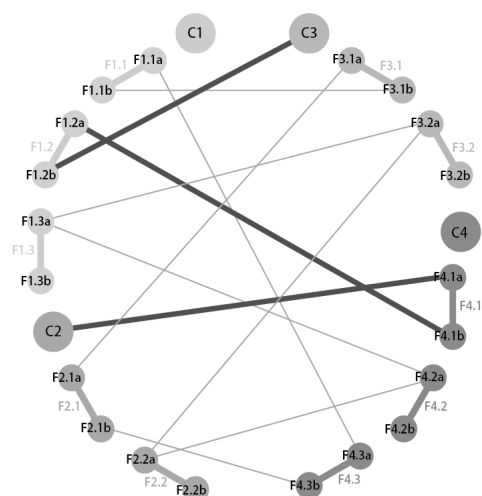 C1
C3
F1.1a
F1.1
F1.1b
F3.1a
F3.1
F3.1b
F1.2a
F1.2
F1.2b
F3.2a
F3.2
F3.2b
F1.3a
F1.3
F1.3b
C4
F4.1a
F4.1
F4.1b
C2
F2.1a
F2.1
F2.1b
F4.2a
F4.2
F4.2b
F2.2a
F2.2
F2.2b
F4.3a
F4.3
F4.3b